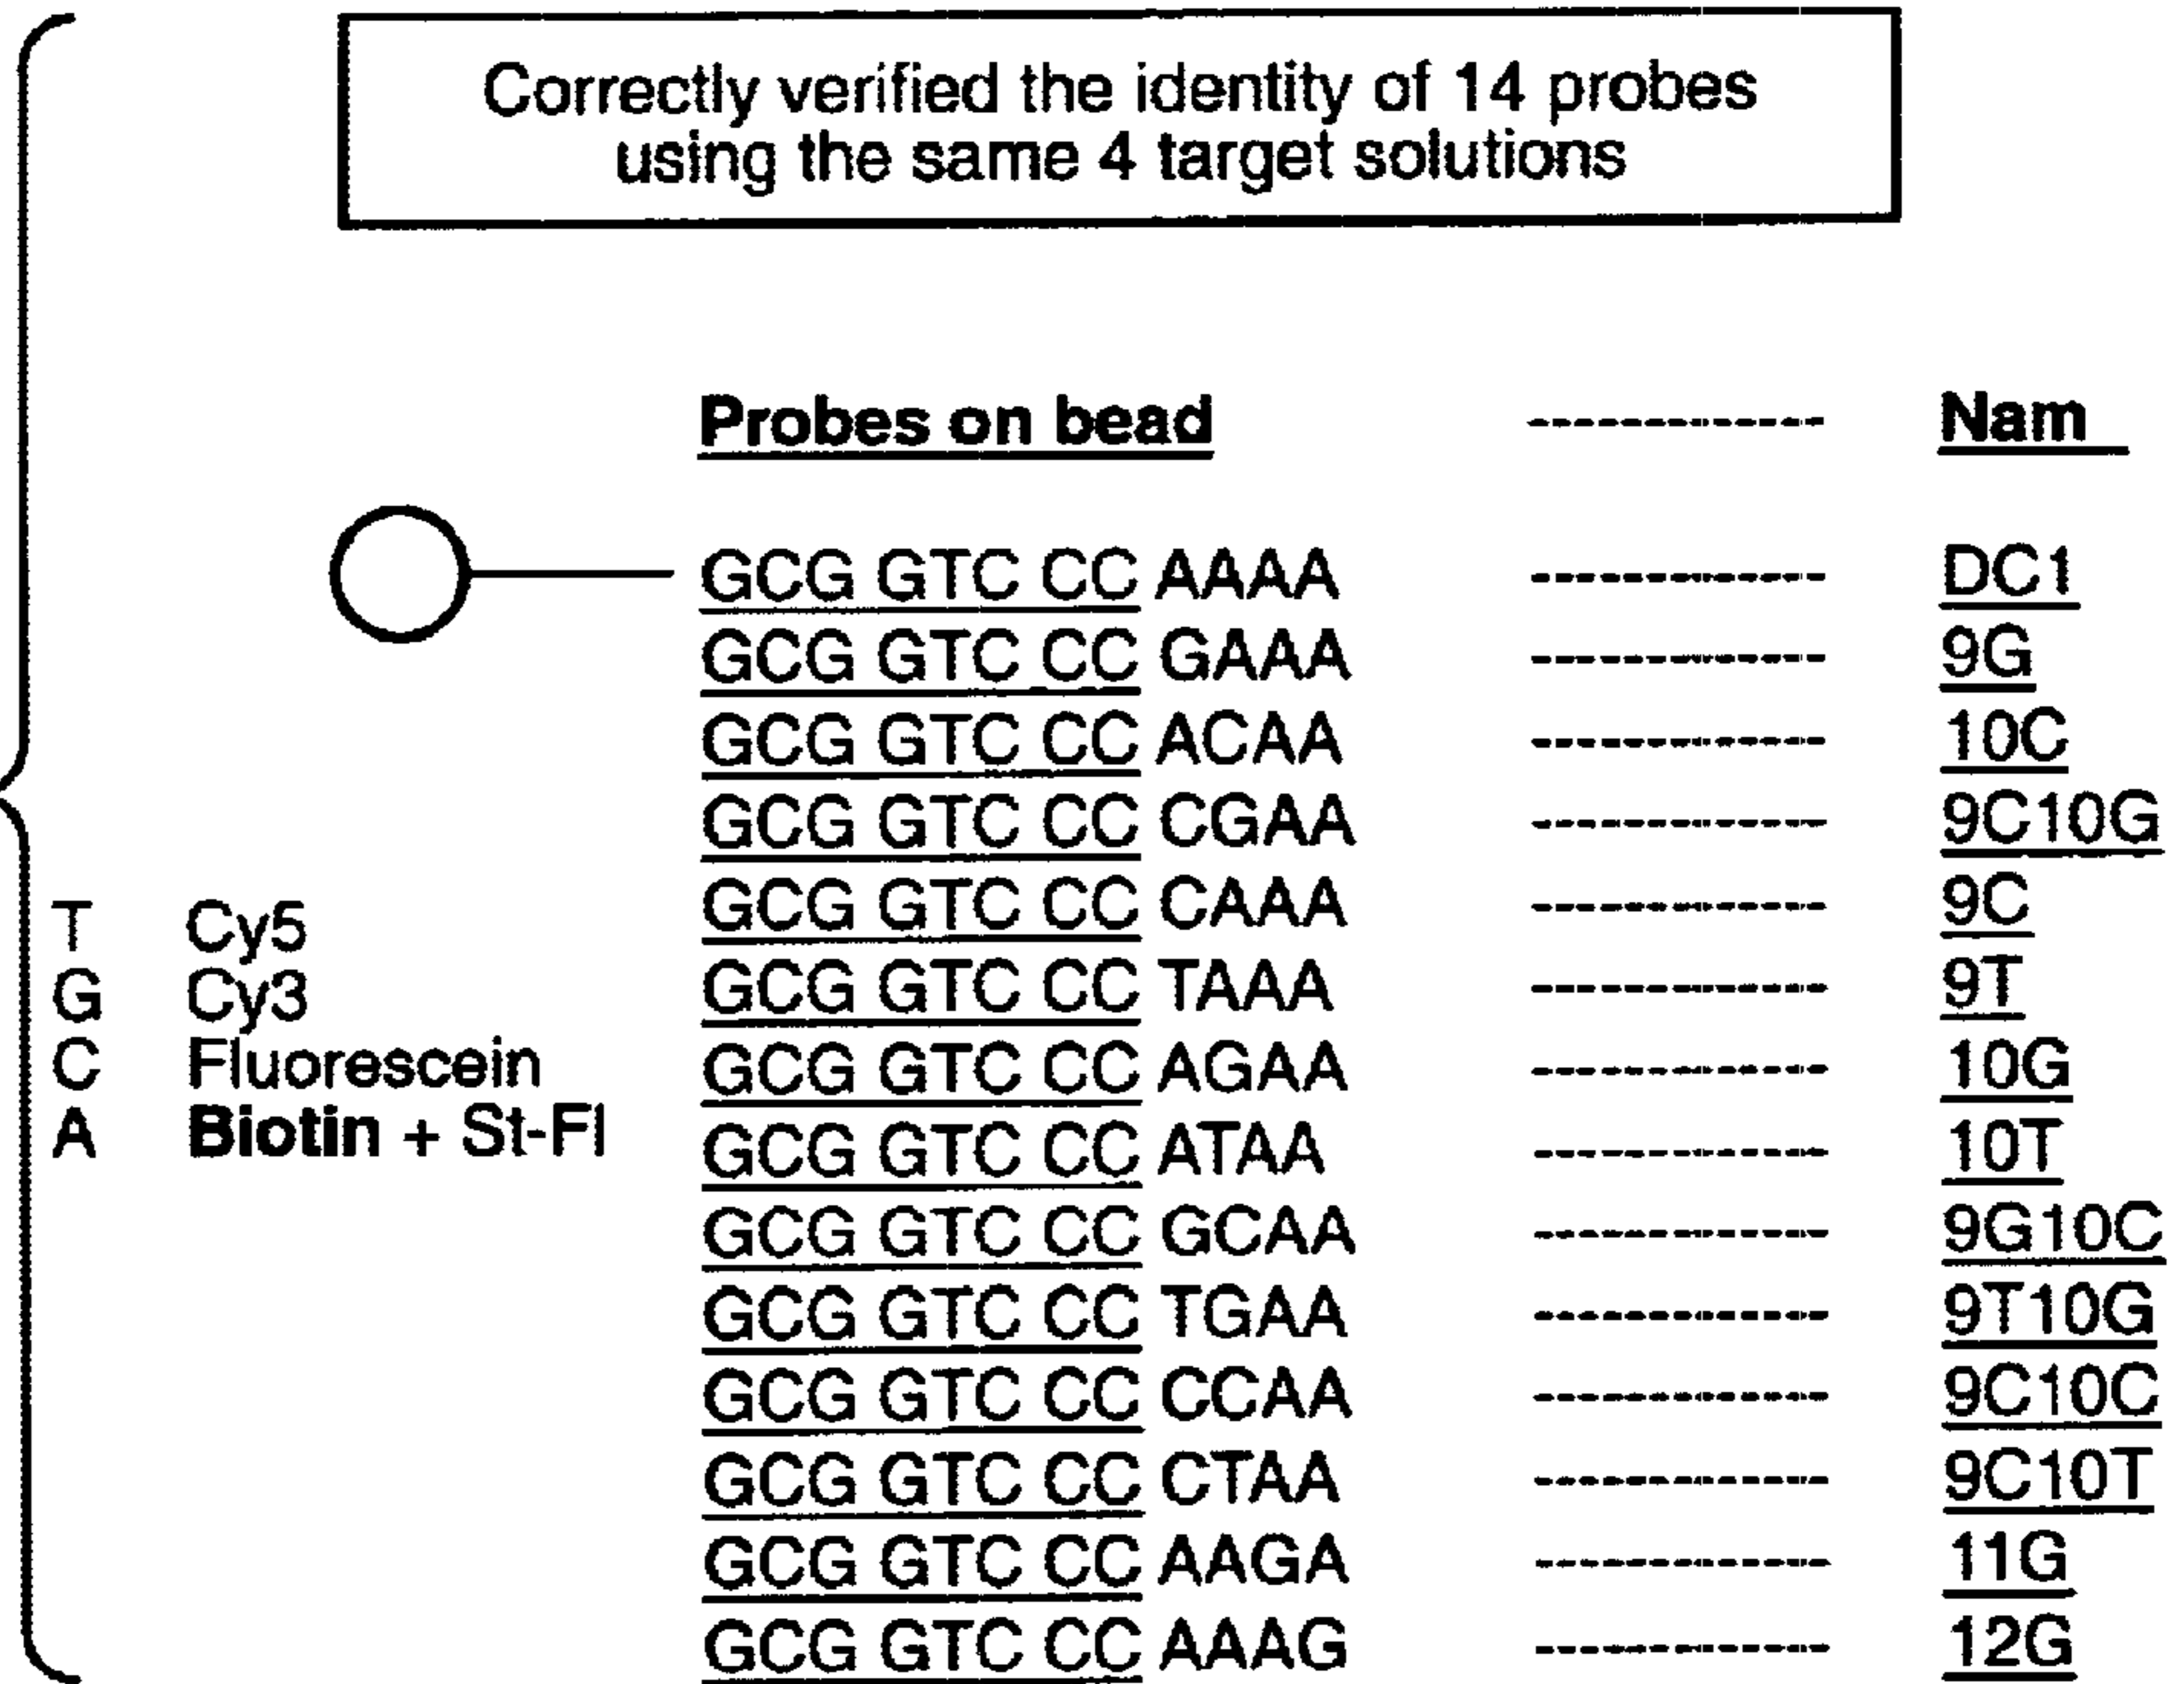 Correctly verified the identity of 14 probes
using the same 4 target solutions
Probes on bead ------------- Nam
GCG GTC CC AAAA ------------- DC1
GCG GTC CC GAAA ------------- 9G
GCG GTC CC ACAA ------------- 10C
GCG GTC CC CGAA ------------- 9C10G
GCG GTC CC CAAA ------------- 9C
T Cy5
GCG GTC CC TAAA ------------- 9T
G Cy3
GCG GTC CC AGAA ------------- 10G
C Fluorescein
GCG GTC CC ATAA ------------- 10T
A Biotin + St-Fl
GCG GTC CC GCAA ------------- 9G10C
GCG GTC CC TGAA ------------- 9T10G
GCG GTC CC CCAA ------------- 9C10C
GCG GTC CC CTAA ------------- 9C10T
GCG GTC CC AAGA ------------- 11G
GCG GTC CC AAAG ------------- 12G